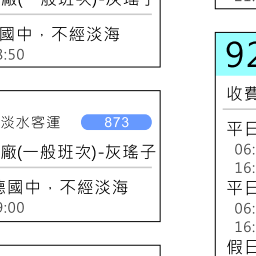 廠(一般班次)-灰瑤子
國中，不經淡海
8:50
淡水客運 873
廠(一般班次)-灰瑤子
德國中，不經淡海
9:00
92
收費
平日
06:
16:
平日
06:
16:
假日